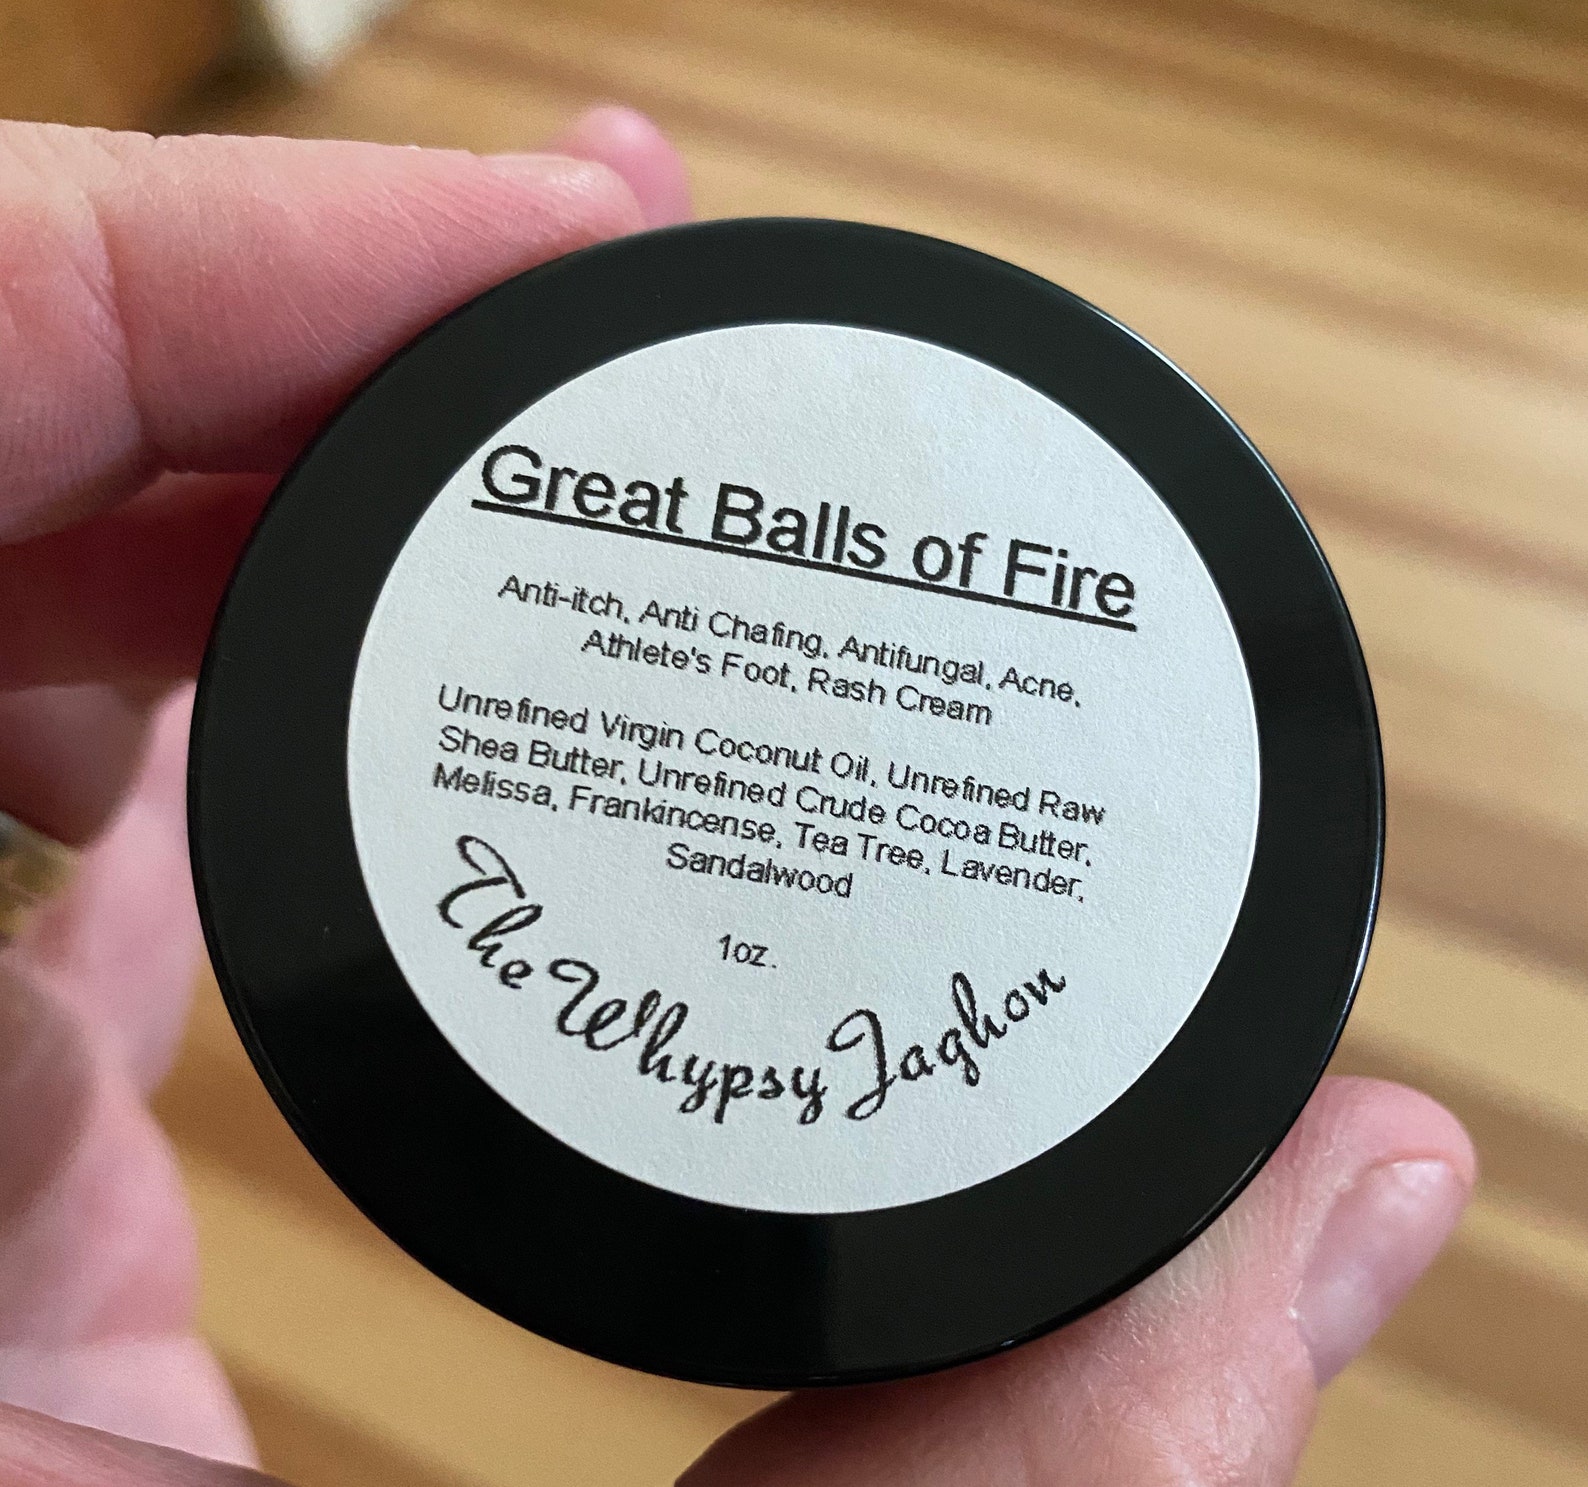 Great Balls of Fire
Anti-itch, Anti Chafing, Antifungal, Acne,
Athlete's Foot, Rash Cream
Unrefined Virgin Coconut Oil, Unrefined Raw
Shea Butter, Unrefined Crude Cocoa Butter,
Melissa, Frankincense, Tea Tree, Lavender,
Sandalwood
1oz.
The Whypsy Jaghon